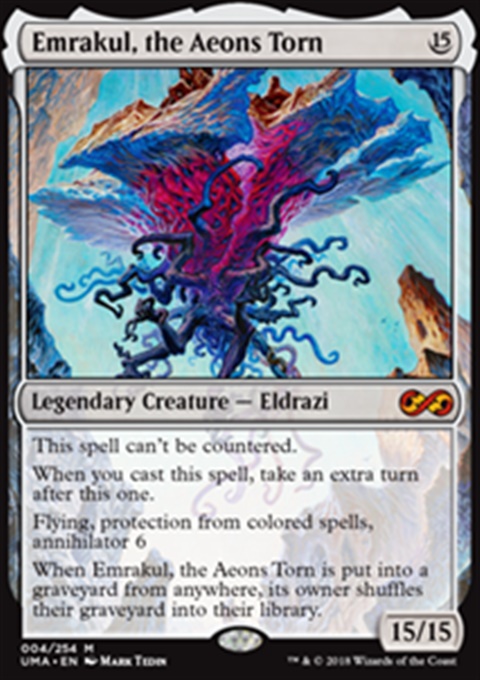 Emrakul, the Aeons Torn 15
Legendary Creature — Eldrazi
This spell can't be countered.
When you cast this spell, take an extra turn
after this one.
Flying, protection from colored spells,
annihilator 6
When Emrakul, the Aeons Torn is put into a
graveyard from anywhere, its owner shuffles
their graveyard into their library.
15/15
004/254 M
UMA • EN Mark Tedin
™ & © 2018 Wizards of the Coast